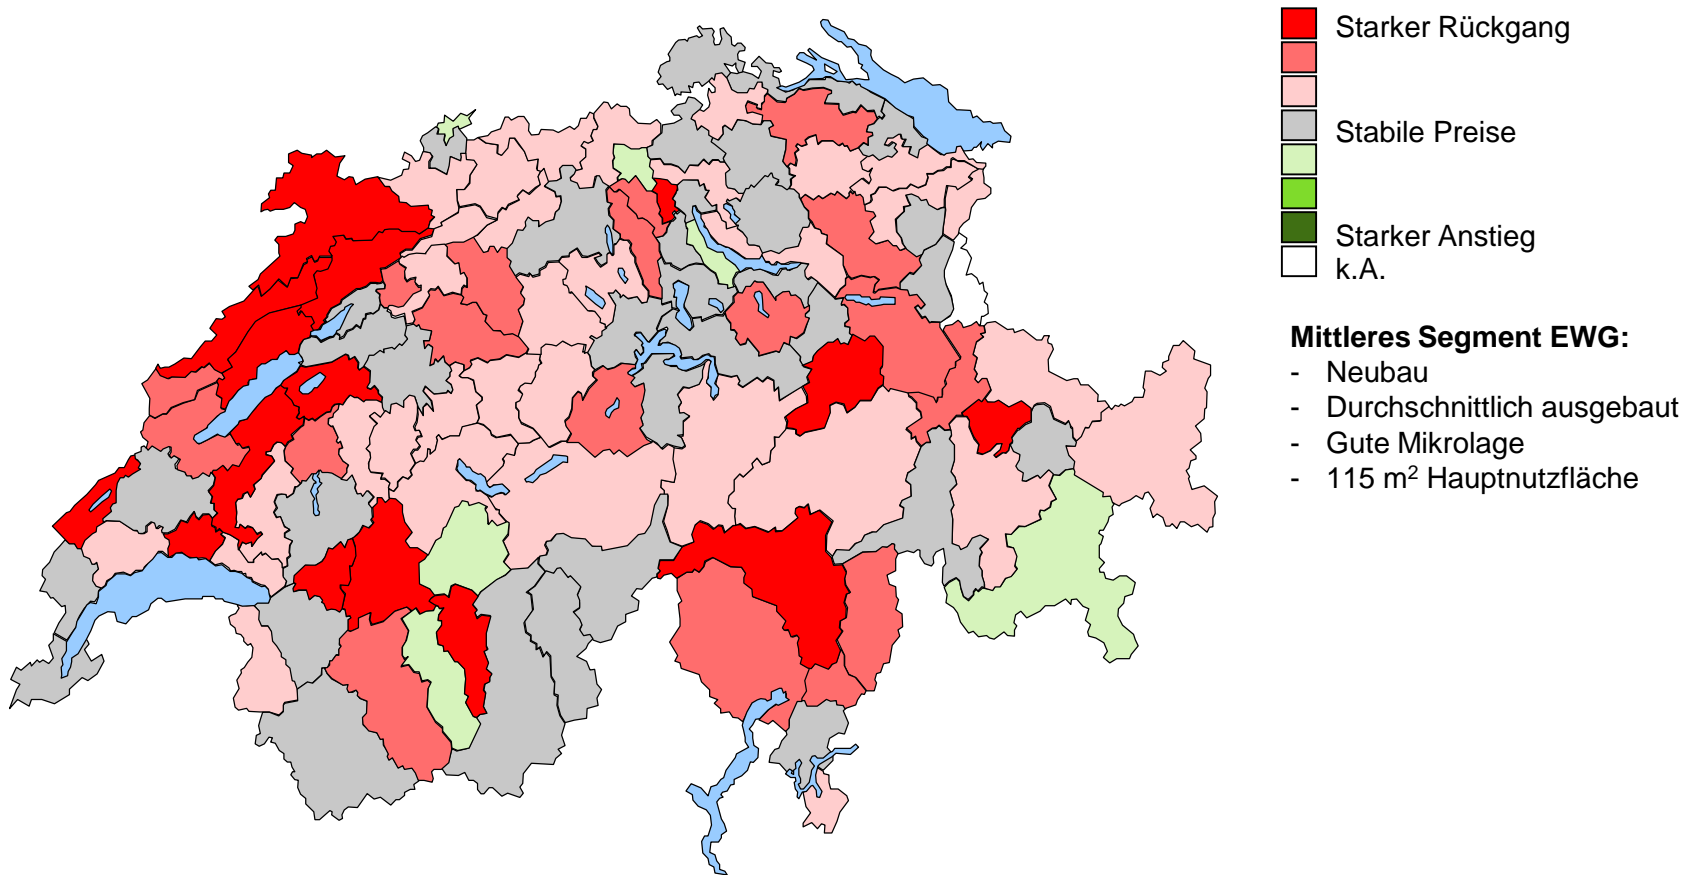 Starker Rückgang
Stabile Preise
Starker Anstieg
k.A.
Mittleres Segment EWG:
- Neubau
- Durchschnittlich ausgebaut
- Gute Mikrolage
- 115 m² Hauptnutzfläche